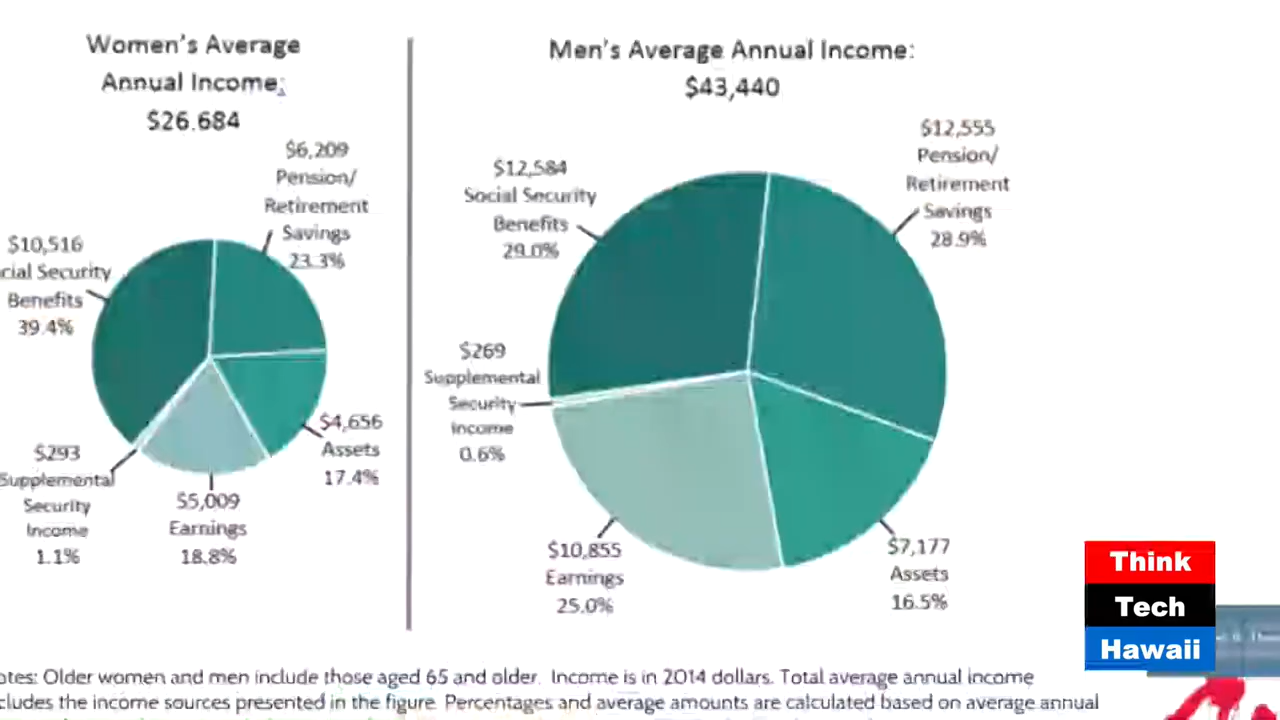 Women's Average
Annual Income:
$26.684
$6,209
Pension/
Retirement
Savings
23.3%
$10,516
cial Security
Benefits
39.4%
$4,656
Assets
17.4%
$293
Supplemental
Security
Income
1.1%
$5,009
Earnings
18.8%
Men's Average Annual Income:
$43,440
$12,555
Pension/
Retirement
Savings
28.9%
$12,584
Social Security
Benefits
29.0%
$269
Supplemental
Security
Income
0.6%
$10,855
Earnings
25.0%
$7,177
Assets
16.5%
Think
Tech
Hawaii
otes: Older women and men include those aged 65 and older. Income is in 2014 dollars. Total average annual income
cludes the income sources presented in the figure. Percentages and average amounts are calculated based on average annual